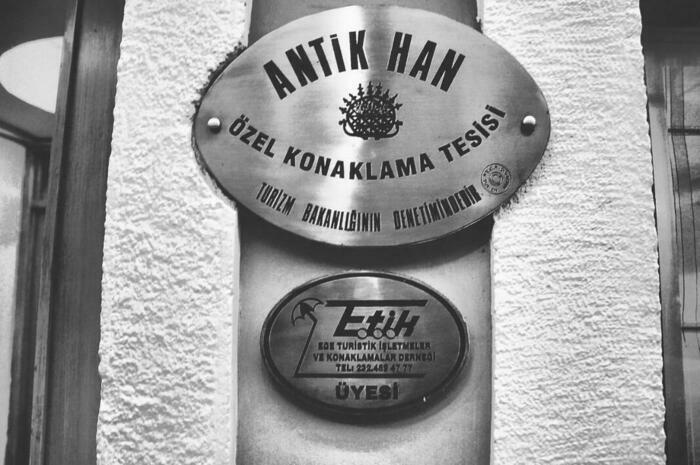 ANTİK HAN
ÖZEL KONAKLAMA TESİSİ
TURİZM BAKANLIĞININ DENETİMİNDEDİR
Etik
EGE TURİSTİK İŞLETMELER
VE KONAKLAMALAR DERNEĞİ
TEL: 232.489 47 77
ÜYESİ